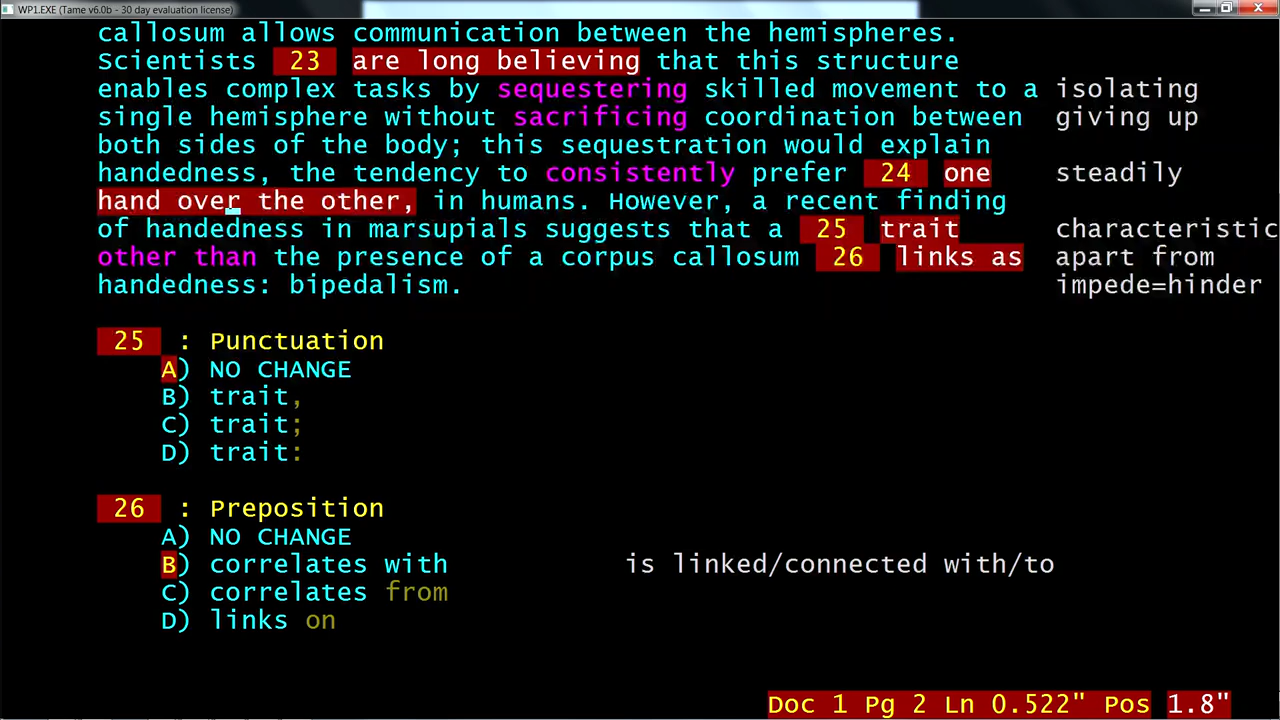 WP1.EXE (Tame v6.0b - 30 day evaluation license)
callosum allows communication between the hemispheres.
Scientists 23 are long believing that this structure
enables complex tasks by sequestering skilled movement to a isolating
single hemisphere without sacrificing coordination between giving up
both sides of the body; this sequestration would explain
handedness, the tendency to consistently prefer 24 one steadily
hand over the other, in humans. However, a recent finding
of handedness in marsupials suggests that a 25 trait characteristic
other than the presence of a corpus callosum 26 links as apart from
handedness: bipedalism. impede=hinder
25 : Punctuation
A) NO CHANGE
B) trait,
C) trait;
D) trait:
26 : Preposition
A) NO CHANGE
B) correlates with is linked/connected with/to
C) correlates from
D) links on
Doc 1 Pg 2 Ln 0.522" Pos 1.8"